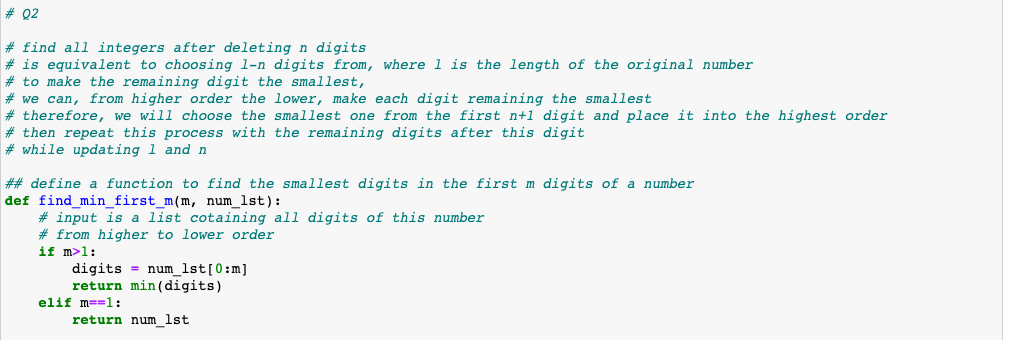 # Q2
# find all integers after deleting n digits
# is equivalent to choosing l-n digits from, where l is the length of the original number
# to make the remaining digit the smallest,
# we can, from higher order the lower, make each digit remaining the smallest
# therefore, we will choose the smallest one from the first n+1 digit and place it into the highest order
# then repeat this process with the remaining digits after this digit
# while updating l and n
## define a function to find the smallest digits in the first m digits of a number
def find_min_first_m(m, num_lst):
    # input is a list cotaining all digits of this number
    # from higher to lower order
    if m>1:
        digits = num_lst[0:m]
        return min(digits)
    elif m==1:
        return num_lst